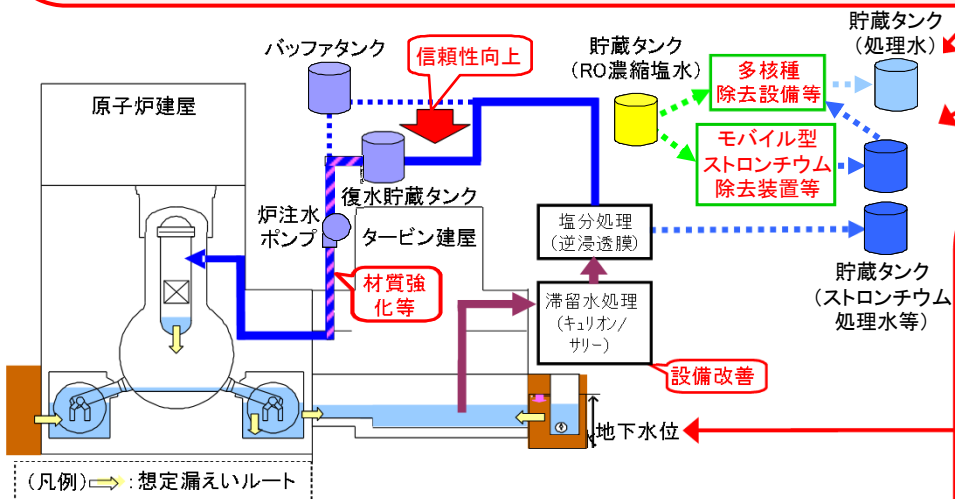 貯蔵タンク
(処理水)
バッファタンク
信頼性向上
貯蔵タンク
(RO濃縮塩水)
多核種
除去設備等
原子炉建屋
モバイル型
ストロンチウム
除去装置等
復水貯蔵タンク
炉注水
ポンプ
タービン建屋
塩分処理
(逆浸透膜)
貯蔵タンク
(ストロンチウム
処理水等)
材質強
化等
滞留水処理
(キュリオン/
サリー)
設備改善
地下水位
(凡例) :想定漏えいルート